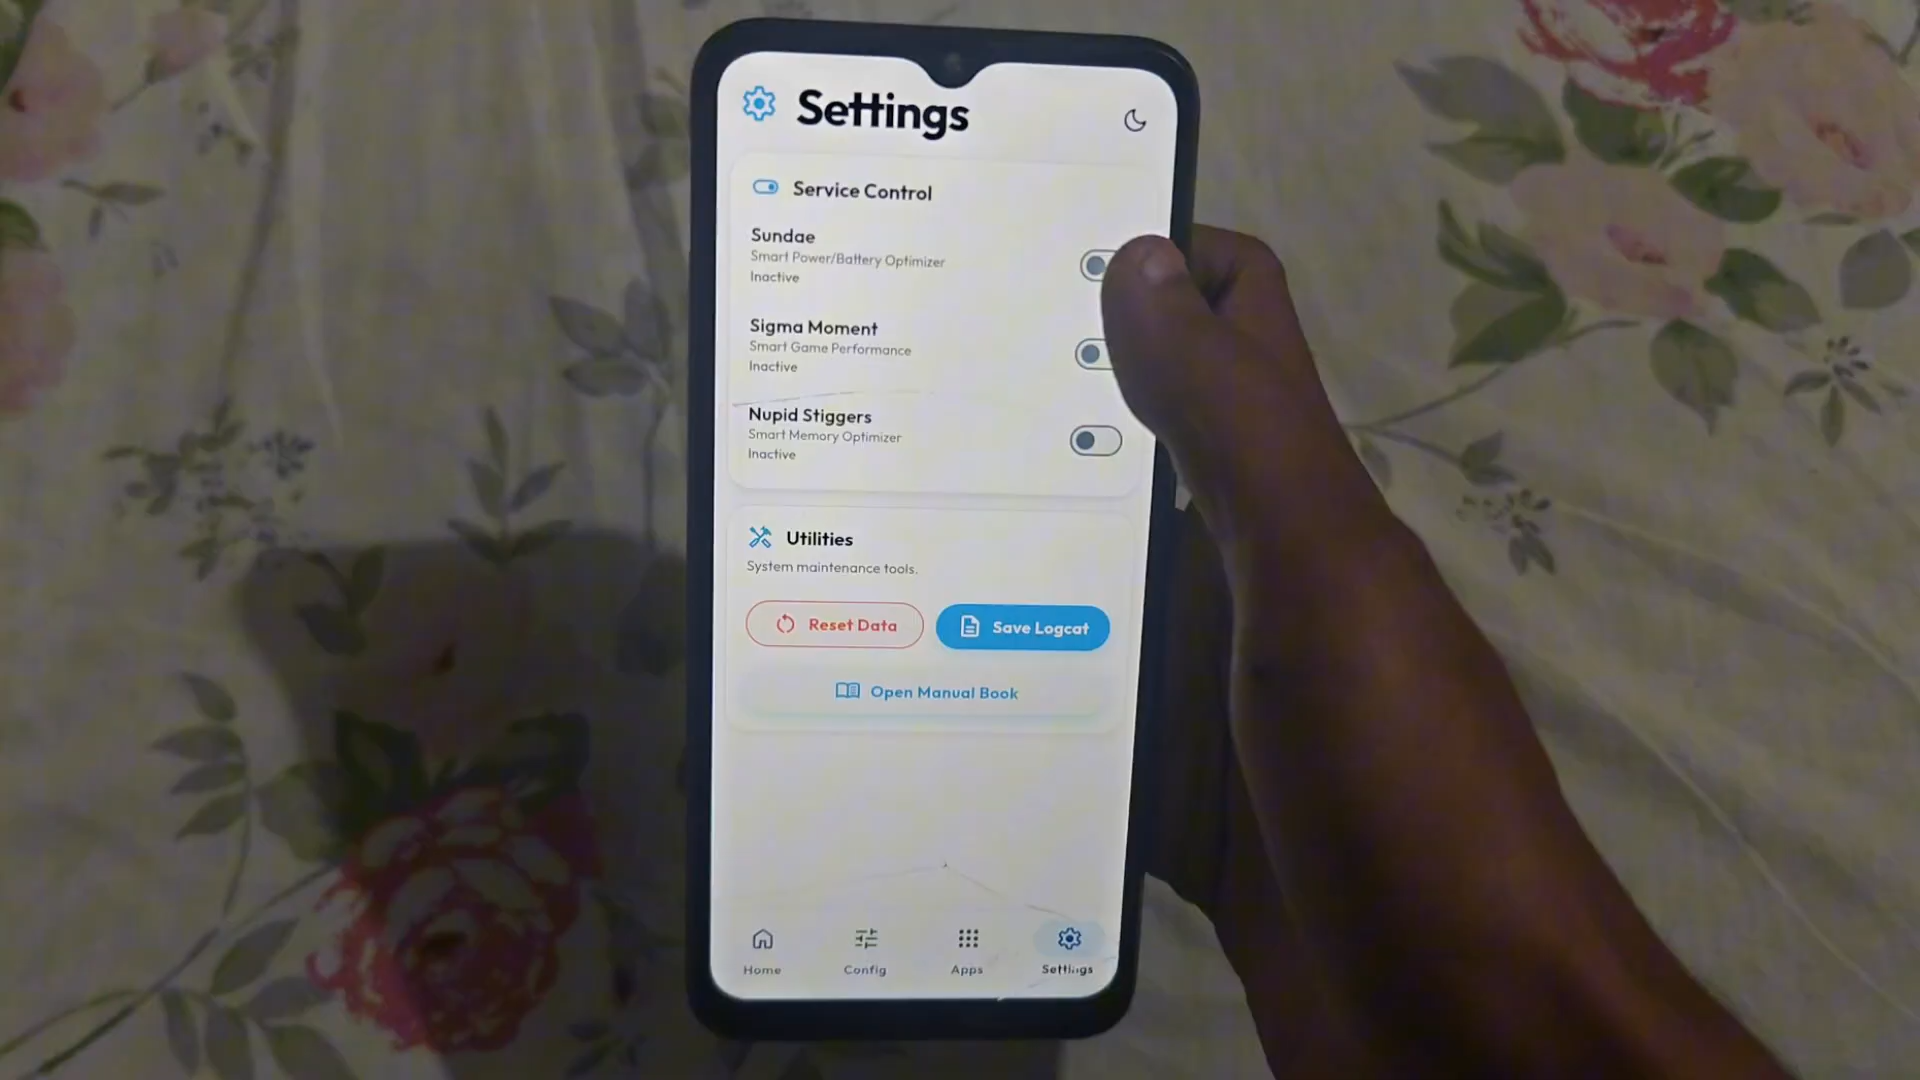 Settings
Service Control
Sundae
Smart Power/Battery Optimizer
Inactive
Sigma Moment
Smart Game Performance
Inactive
Nupid Stiggers
Smart Memory Optimizer
Inactive
Utilities
System maintenance tools.
Reset Data
Save Logcat
Open Manual Book
Home
Config
Apps
Settings